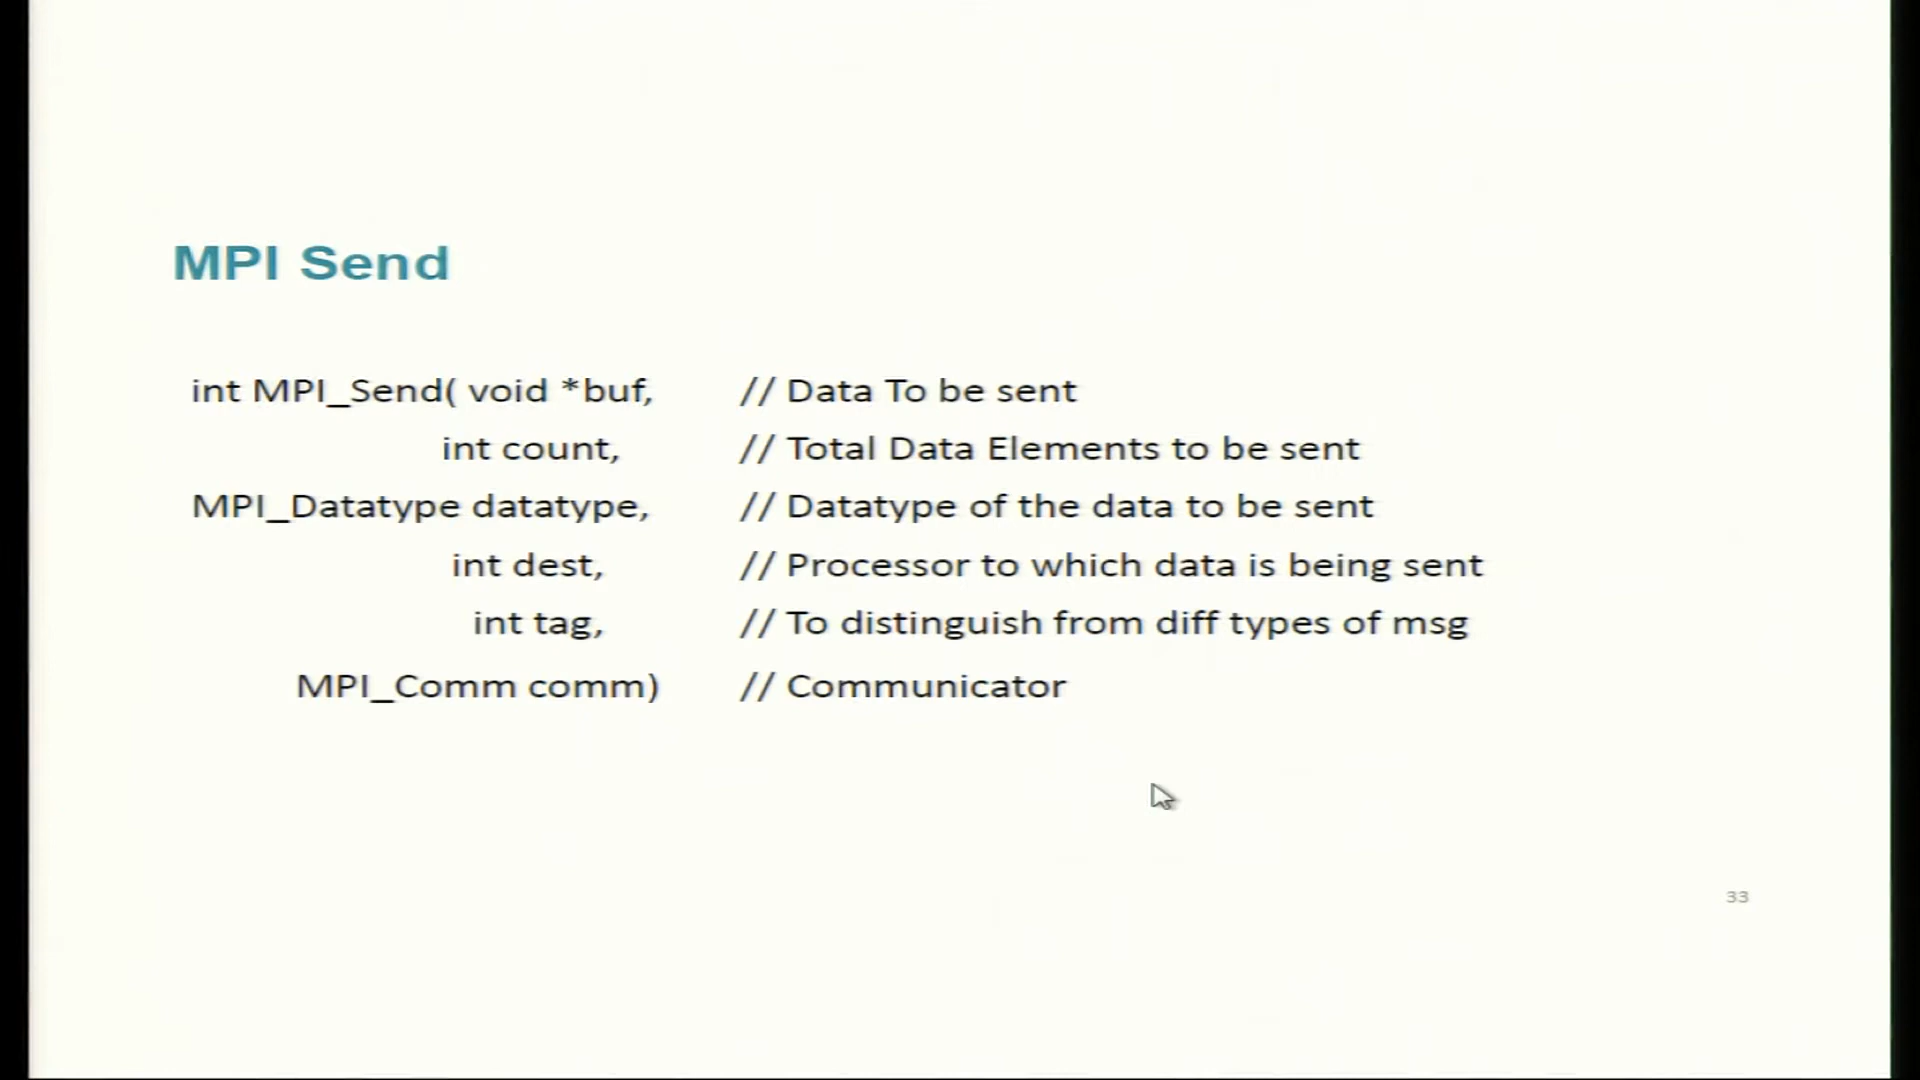 MPI Send
int MPI_Send( void *buf, // Data To be sent
int count, // Total Data Elements to be sent
MPI_Datatype datatype, // Datatype of the data to be sent
int dest, // Processor to which data is being sent
int tag, // To distinguish from diff types of msg
MPI_Comm comm) // Communicator
33